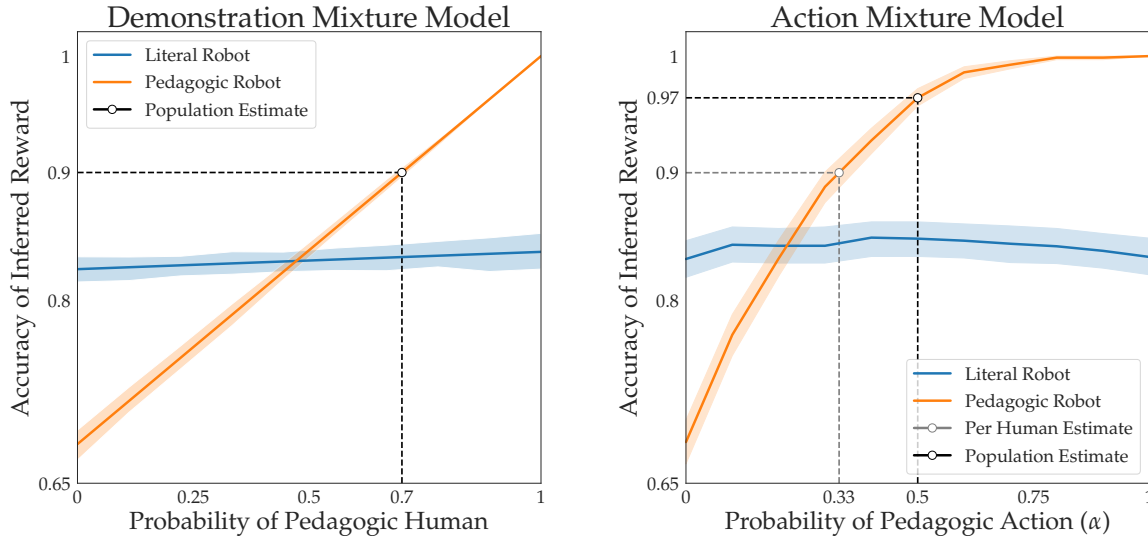 Demonstration Mixture Model
Accuracy of Inferred Reward
1
0.9
0.8
0.65
Literal Robot
Pedagogic Robot
Population Estimate
0
0.25
0.5
0.7
1
Probability of Pedagogic Human
Action Mixture Model
Accuracy of Inferred Reward
1
0.97
0.9
0.8
0.65
Literal Robot
Pedagogic Robot
Per Human Estimate
Population Estimate
0
0.33
0.5
0.75
1
Probability of Pedagogic Action (α)